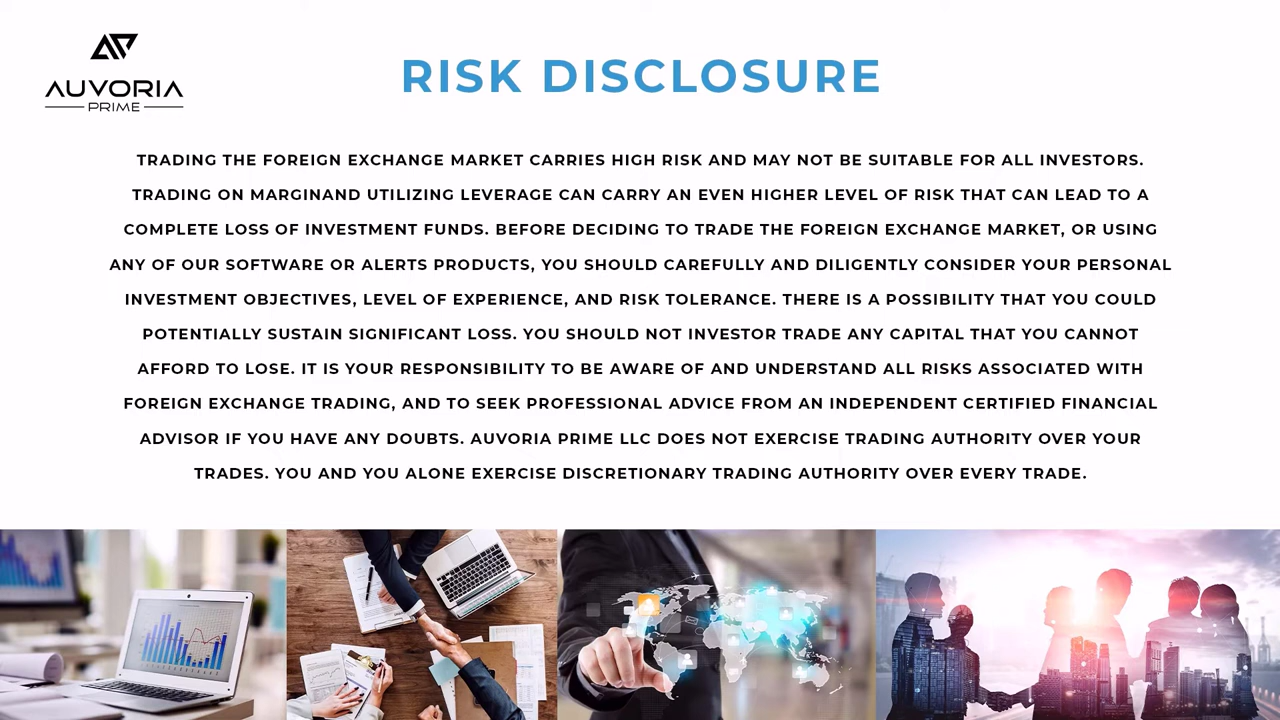 AUVORIA
PRIME
RISK DISCLOSURE
TRADING THE FOREIGN EXCHANGE MARKET CARRIES HIGH RISK AND MAY NOT BE SUITABLE FOR ALL INVESTORS.
TRADING ON MARGINAND UTILIZING LEVERAGE CAN CARRY AN EVEN HIGHER LEVEL OF RISK THAT CAN LEAD TO A
COMPLETE LOSS OF INVESTMENT FUNDS. BEFORE DECIDING TO TRADE THE FOREIGN EXCHANGE MARKET, OR USING
ANY OF OUR SOFTWARE OR ALERTS PRODUCTS, YOU SHOULD CAREFULLY AND DILIGENTLY CONSIDER YOUR PERSONAL
INVESTMENT OBJECTIVES, LEVEL OF EXPERIENCE, AND RISK TOLERANCE. THERE IS A POSSIBILITY THAT YOU COULD
POTENTIALLY SUSTAIN SIGNIFICANT LOSS. YOU SHOULD NOT INVESTOR TRADE ANY CAPITAL THAT YOU CANNOT
AFFORD TO LOSE. IT IS YOUR RESPONSIBILITY TO BE AWARE OF AND UNDERSTAND ALL RISKS ASSOCIATED WITH
FOREIGN EXCHANGE TRADING, AND TO SEEK PROFESSIONAL ADVICE FROM AN INDEPENDENT CERTIFIED FINANCIAL
ADVISOR IF YOU HAVE ANY DOUBTS. AUVORIA PRIME LLC DOES NOT EXERCISE TRADING AUTHORITY OVER YOUR
TRADES. YOU AND YOU ALONE EXERCISE DISCRETIONARY TRADING AUTHORITY OVER EVERY TRADE.